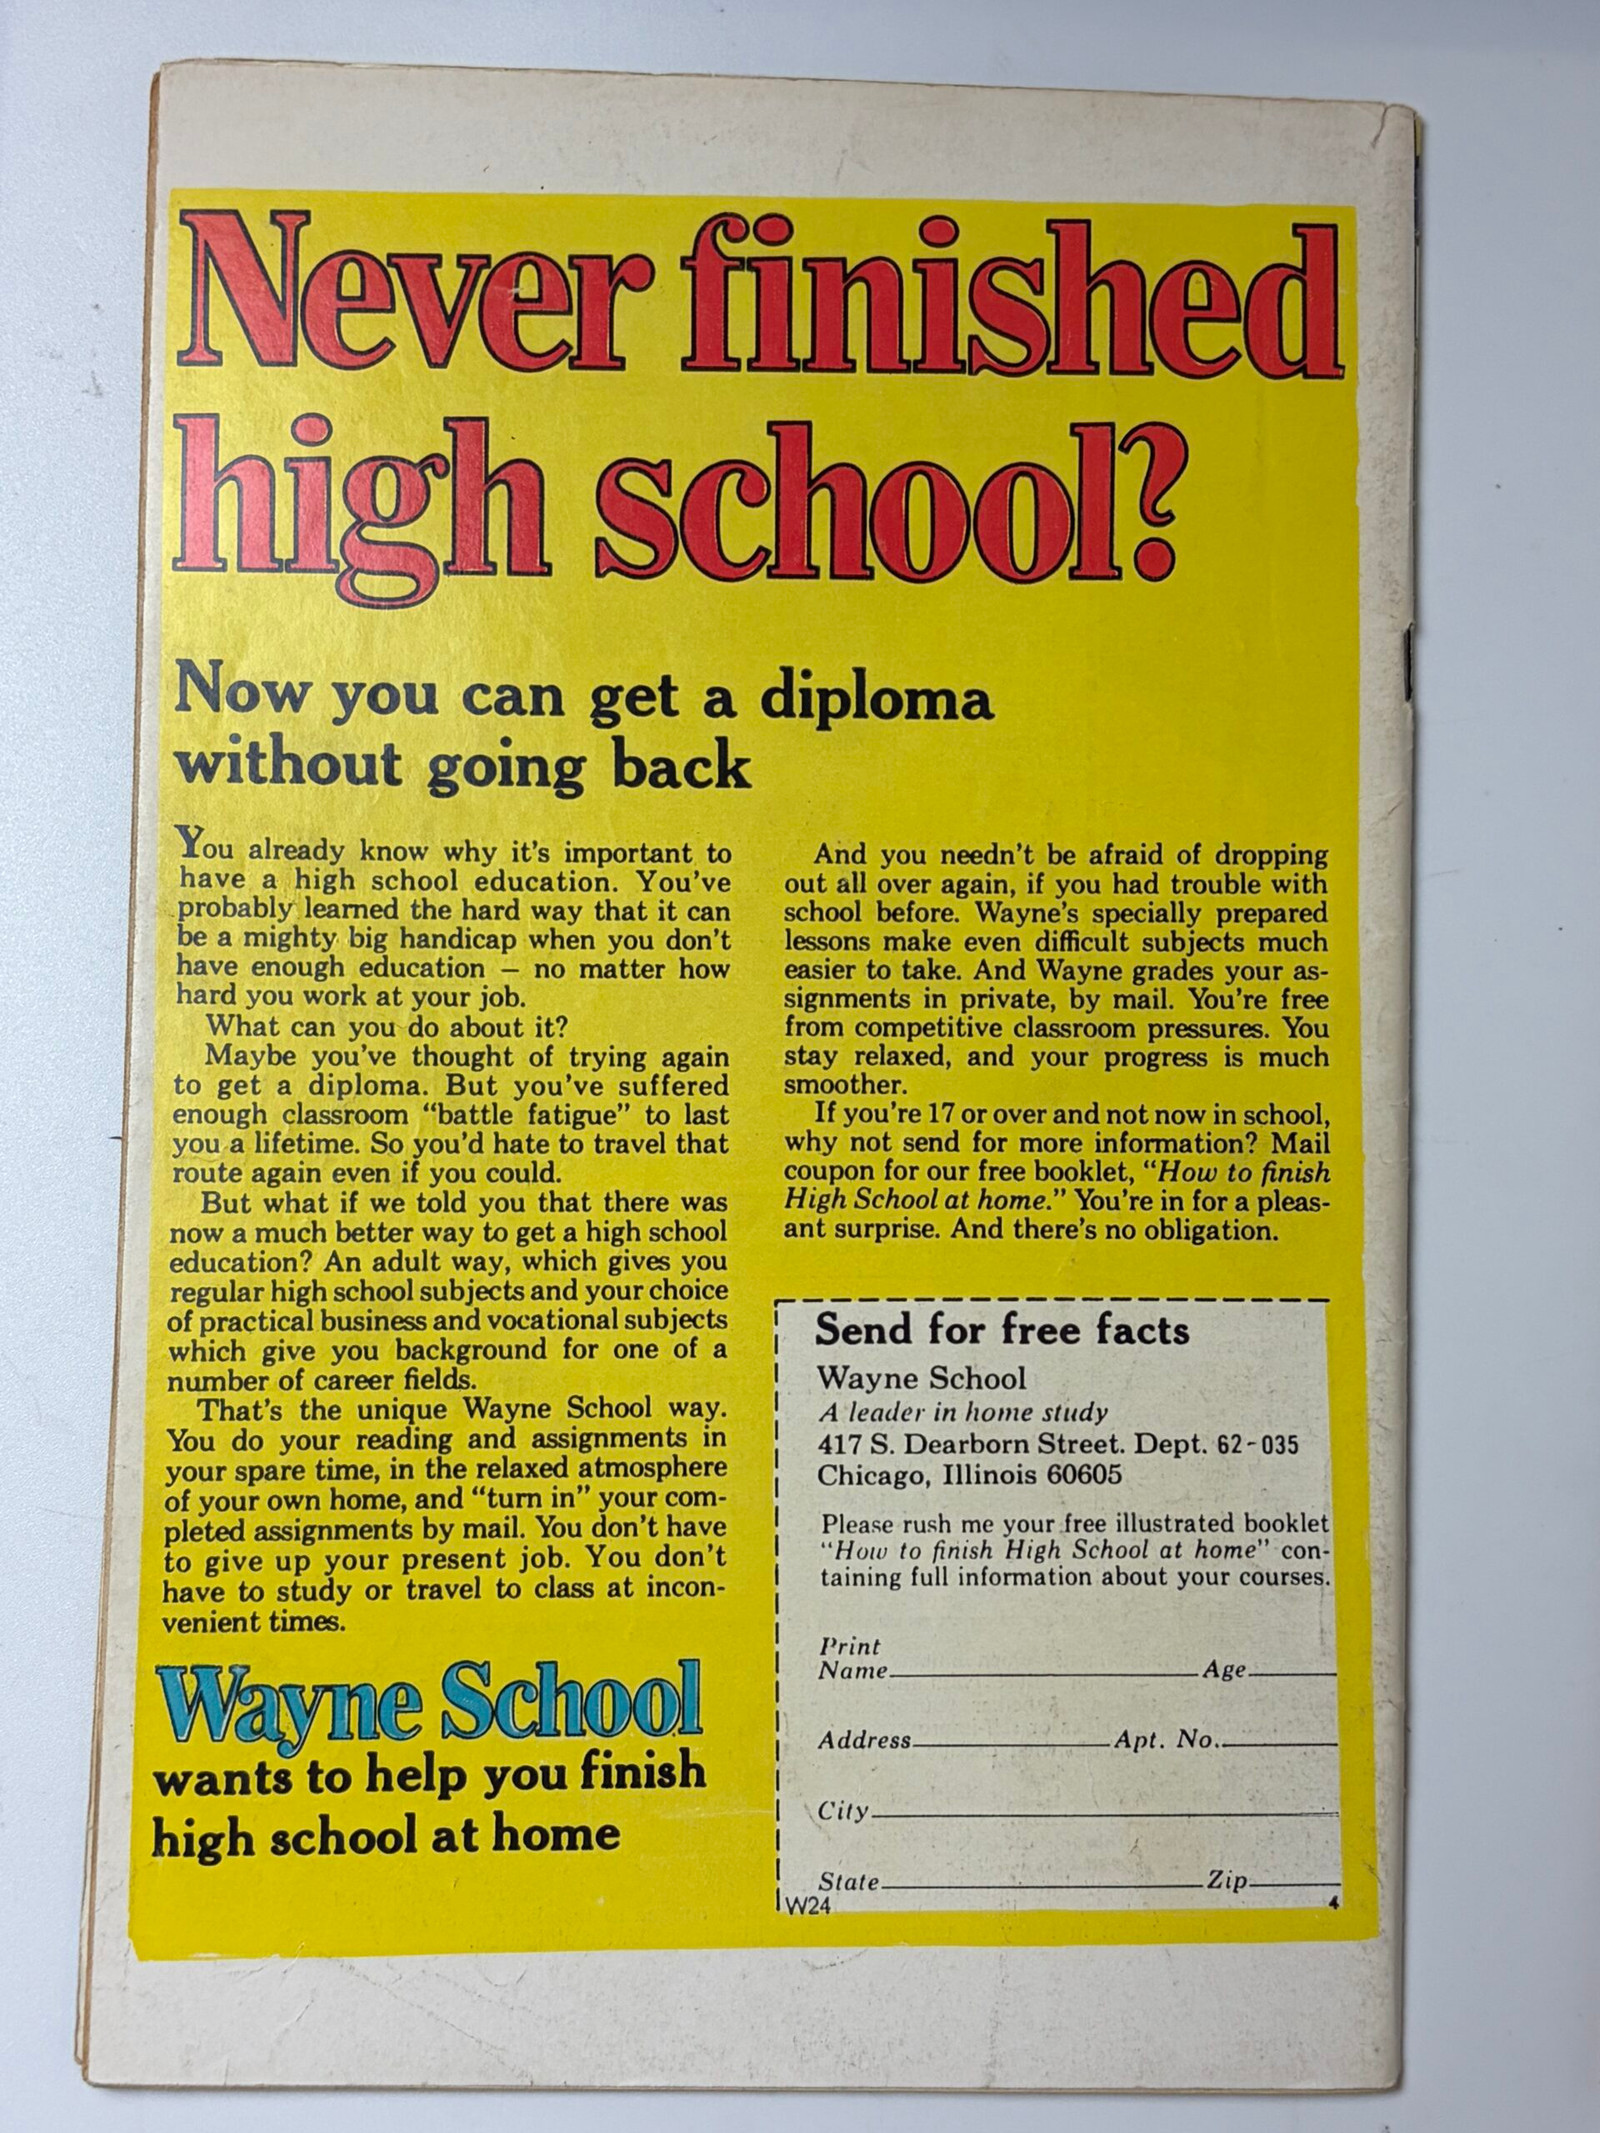 Never finished
high school?
Now you can get a diploma
without going back
You already know why it's important to
have a high school education. You've
probably learned the hard way that it can
be a mighty big handicap when you don't
have enough education – no matter how
hard you work at your job.
What can you do about it?
Maybe you've thought of trying again
to get a diploma. But you've suffered
enough classroom “battle fatigue” to last
you a lifetime. So you'd hate to travel that
route again even if you could.
But what if we told you that there was
now a much better way to get a high school
education? An adult way, which gives you
regular high school subjects and your choice
of practical business and vocational subjects
which give you background for one of a
number of career fields.
That's the unique Wayne School way.
You do your reading and assignments in
your spare time, in the relaxed atmosphere
of your own home, and “turn in” your com-
pleted assignments by mail. You don't have
to give up your present job. You don't
have to study or travel to class at incon-
venient times.
Wayne School
wants to help you finish
high school at home
And you needn't be afraid of dropping
out all over again, if you had trouble with
school before. Wayne's specially prepared
lessons make even difficult subjects much
easier to take. And Wayne grades your as-
signments in private, by mail. You're free
from competitive classroom pressures. You
stay relaxed, and your progress is much
smoother.
If you're 17 or over and not now in school,
why not send for more information? Mail
coupon for our free booklet, “How to finish
High School at home.” You're in for a pleas-
ant surprise. And there's no obligation.
Send for free facts
Wayne School
A leader in home study
417 S. Dearborn Street. Dept. 62-035
Chicago, Illinois 60605
Please rush me your free illustrated booklet
“How to finish High School at home” con-
taining full information about your courses.
Print
Name Age
Address Apt. No.
City
State Zip
W24 4